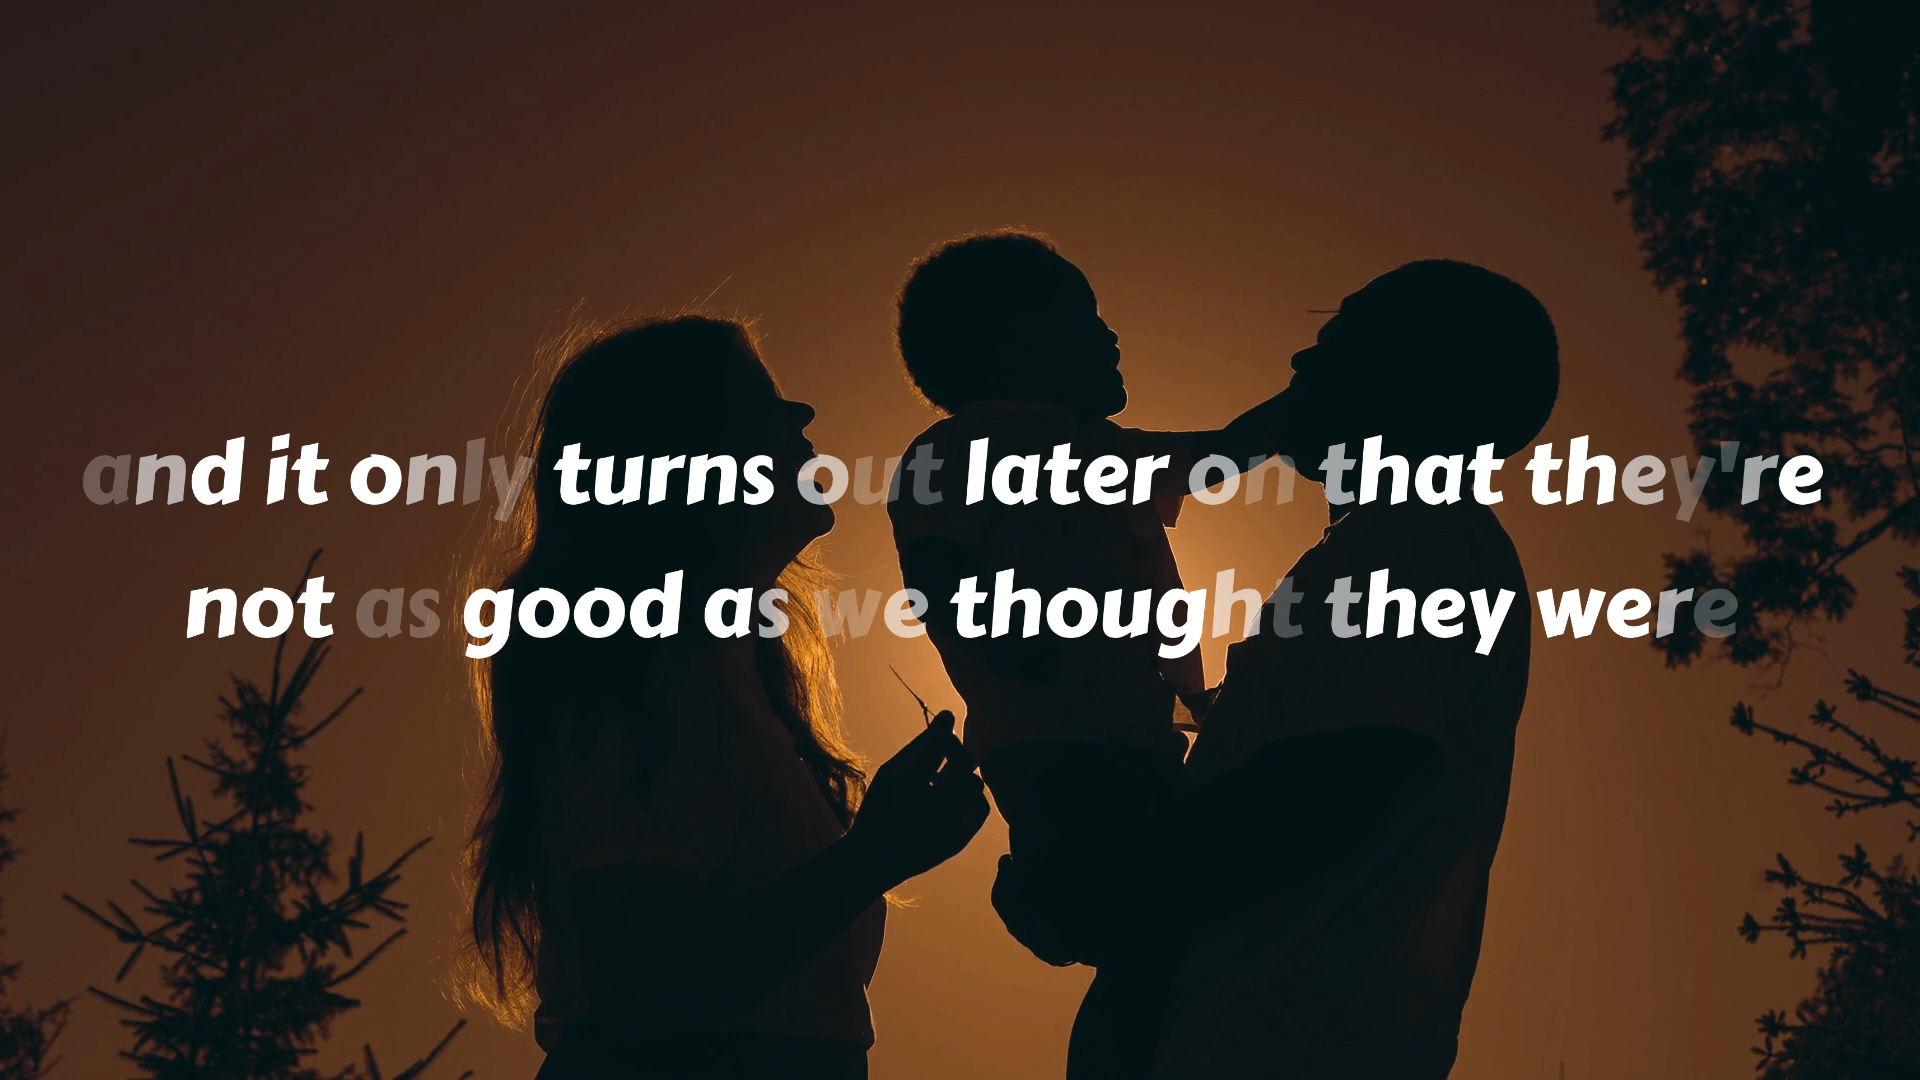 and it only turns out later on that they're
not as good as we thought they were